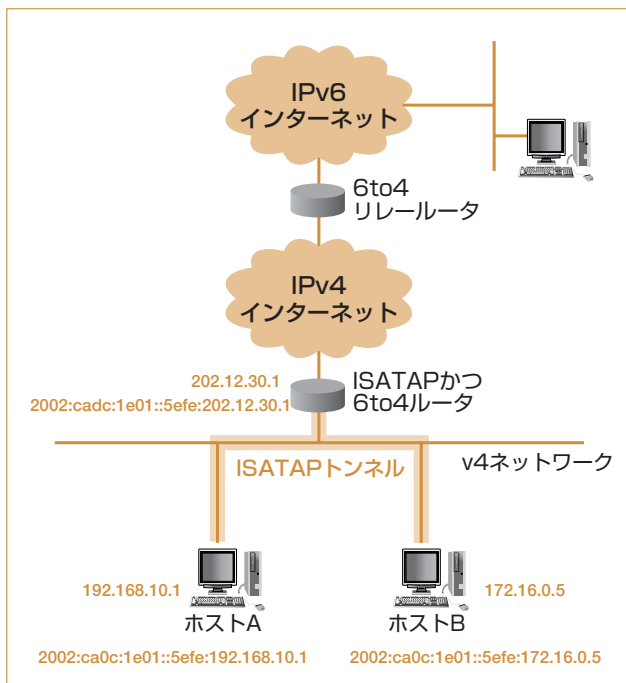 IPv6
インターネット
6to4
リレールータ
IPv4
インターネット
202.12.30.1
2002:cadc:1e01::5efe:202.12.30.1
ISATAPかつ
6to4ルータ
ISATAPトンネル
v4ネットワーク
192.168.10.1
172.16.0.5
ホストA
ホストB
2002:ca0c:1e01::5efe:192.168.10.1
2002:ca0c:1e01::5efe:172.16.0.5